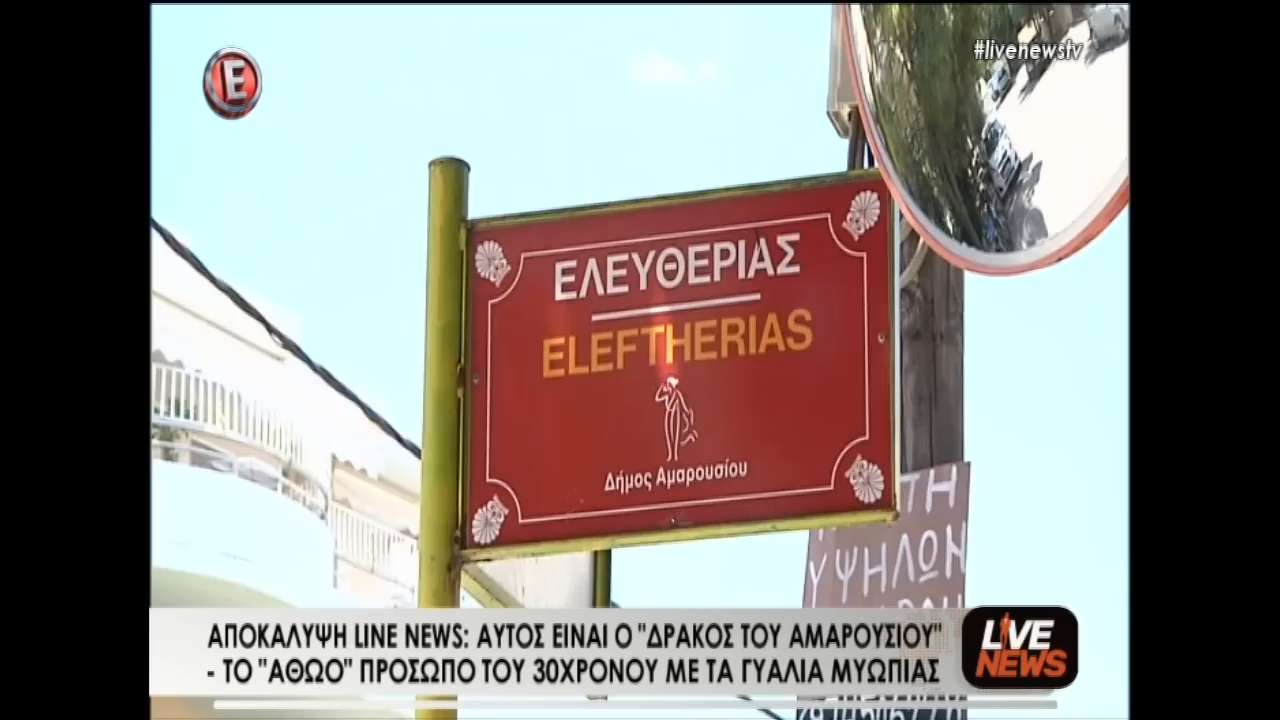 E
#livenewstv
ΕΛΕΥΘΕΡΙΑΣ
ELEFTHERIAS
Δήμος Αμαρουσίου
ΥΨΗΛΩΝ
ΑΠΟΚΑΛΥΨΗ LINE NEWS: ΑΥΤΟΣ ΕΙΝΑΙ Ο "ΔΡΑΚΟΣ ΤΟΥ ΑΜΑΡΟΥΣΙΟΥ"
- ΤΟ "ΑΘΩΟ" ΠΡΟΣΩΠΟ ΤΟΥ 30ΧΡΟΝΟΥ ΜΕ ΤΑ ΓΥΑΛΙΑ ΜΥΩΠΙΑΣ
LIVE
NEWS